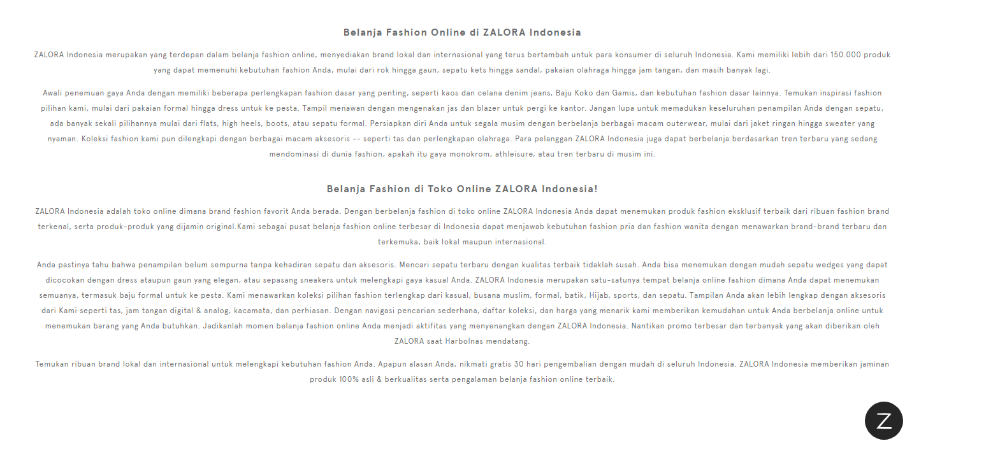 Belanja Fashion Online di ZALORA Indonesia
ZALORA Indonesia merupakan yang terdepan dalam belanja fashion online, menyediakan brand lokal dan internasional yang terus bertambah untuk para konsumer di seluruh Indonesia. Kami memiliki lebih dari 150.000 produk
yang dapat memenuhi kebutuhan fashion Anda, mulai dari rok hingga gaun, sepatu kets hingga sandal, pakaian olahraga hingga jam tangan, dan masih banyak lagi.
Awali penemuan gaya Anda dengan memiliki beberapa perlengkapan fashion dasar yang penting, seperti kaos dan celana denim jeans, Baju Koko dan Gamis, dan kebutuhan fashion dasar lainnya. Temukan inspirasi fashion
pilihan kami, mulai dari pakaian formal hingga dress untuk ke pesta. Tampil menawan dengan mengenakan jas dan blazer untuk pergi ke kantor. Jangan lupa untuk memadukan keseluruhan penampilan Anda dengan sepatu,
ada banyak sekali pilihannya mulai dari flats, high heels, boots, atau sepatu formal. Persiapkan diri Anda untuk segala musim dengan berbelanja berbagai macam outerwear, mulai dari jaket ringan hingga sweater yang
nyaman. Koleksi fashion kami pun dilengkapi dengan berbagai macam aksesoris -- seperti tas dan perlengkapan olahraga. Para pelanggan ZALORA Indonesia juga dapat berbelanja berdasarkan tren terbaru yang sedang
mendominasi di dunia fashion, apakah itu gaya monokrom, athleisure, atau tren terbaru di musim ini.
Belanja Fashion di Toko Online ZALORA Indonesia!
ZALORA Indonesia adalah toko online dimana brand fashion favorit Anda berada. Dengan berbelanja fashion di toko online ZALORA Indonesia Anda dapat menemukan produk fashion eksklusif terbaik dari ribuan fashion brand
terkenal, serta produk-produk yang dijamin original.Kami sebagai pusat belanja fashion online terbesar di Indonesia dapat menjawab kebutuhan fashion pria dan fashion wanita dengan menawarkan brand-brand terbaru dan
terkemuka, baik lokal maupun internasional.
Anda pastinya tahu bahwa penampilan belum sempurna tanpa kehadiran sepatu dan aksesoris. Mencari sepatu terbaru dengan kualitas terbaik tidaklah susah. Anda bisa menemukan dengan mudah sepatu wedges yang dapat
dicocokan dengan dress ataupun gaun yang elegan, atau sepasang sneakers untuk melengkapi gaya kasual Anda. ZALORA Indonesia merupakan satu-satunya tempat belanja online fashion dimana Anda dapat menemukan
semuanya, termasuk baju formal untuk ke pesta. Kami menawarkan koleksi pilihan fashion terlengkap dari kasual, busana muslim, formal, batik, Hijab, sports, dan sepatu. Tampilan Anda akan lebih lengkap dengan aksesoris
dari Kami seperti tas, jam tangan digital & analog, kacamata, dan perhiasan. Dengan navigasi pencarian sederhana, daftar koleksi, dan harga yang menarik kami memberikan kemudahan untuk Anda berbelanja online untuk
menemukan barang yang Anda butuhkan. Jadikanlah momen belanja fashion online Anda menjadi aktifitas yang menyenangkan dengan ZALORA Indonesia. Nantikan promo terbesar dan terbanyak yang akan diberikan oleh
ZALORA saat Harbolnas mendatang.
Temukan ribuan brand lokal dan internasional untuk melengkapi kebutuhan fashion Anda. Apapun alasan Anda, nikmati gratis 30 hari pengembalian dengan mudah di seluruh Indonesia. ZALORA Indonesia memberikan jaminan
produk 100% asli & berkualitas serta pengalaman belanja fashion online terbaik.
Z